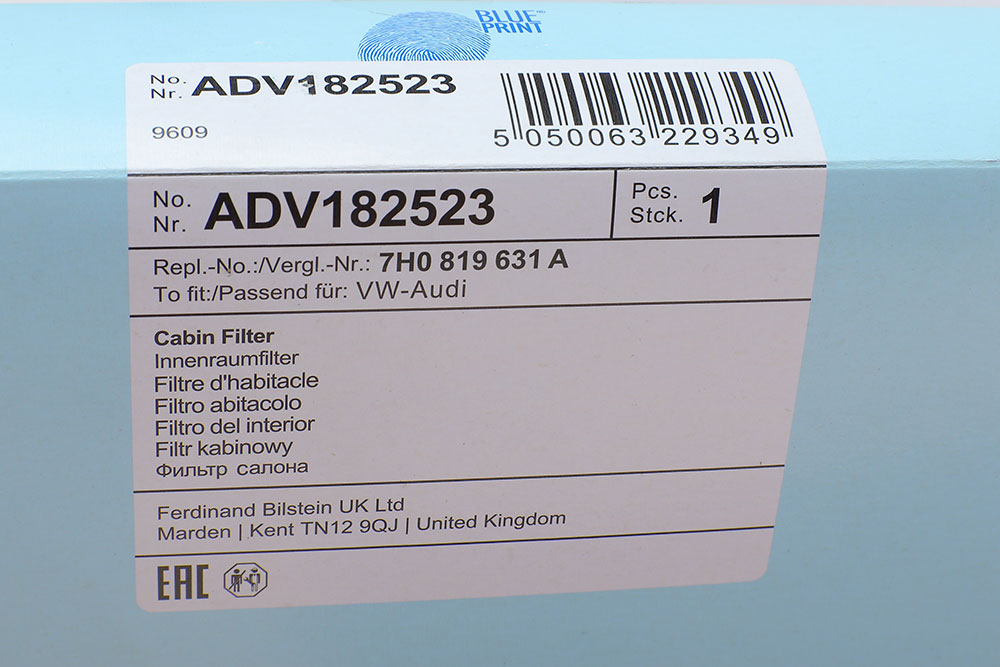 BLUE
PRINT
No.
Nr. ADV182523
9609
5 050063 229349
No.
Nr. ADV182523
Pcs.
Stck. 1
Repl.-No.:/Vergl.-Nr.: 7H0 819 631 A
To fit:/Passend für: VW-Audi
Cabin Filter
Innenraumfilter
Filtre d'habitacle
Filtro abitacolo
Filtro del interior
Filtr kabinowy
Фильтр салона
Ferdinand Bilstein UK Ltd
Marden | Kent TN12 9QJ | United Kingdom
EAC